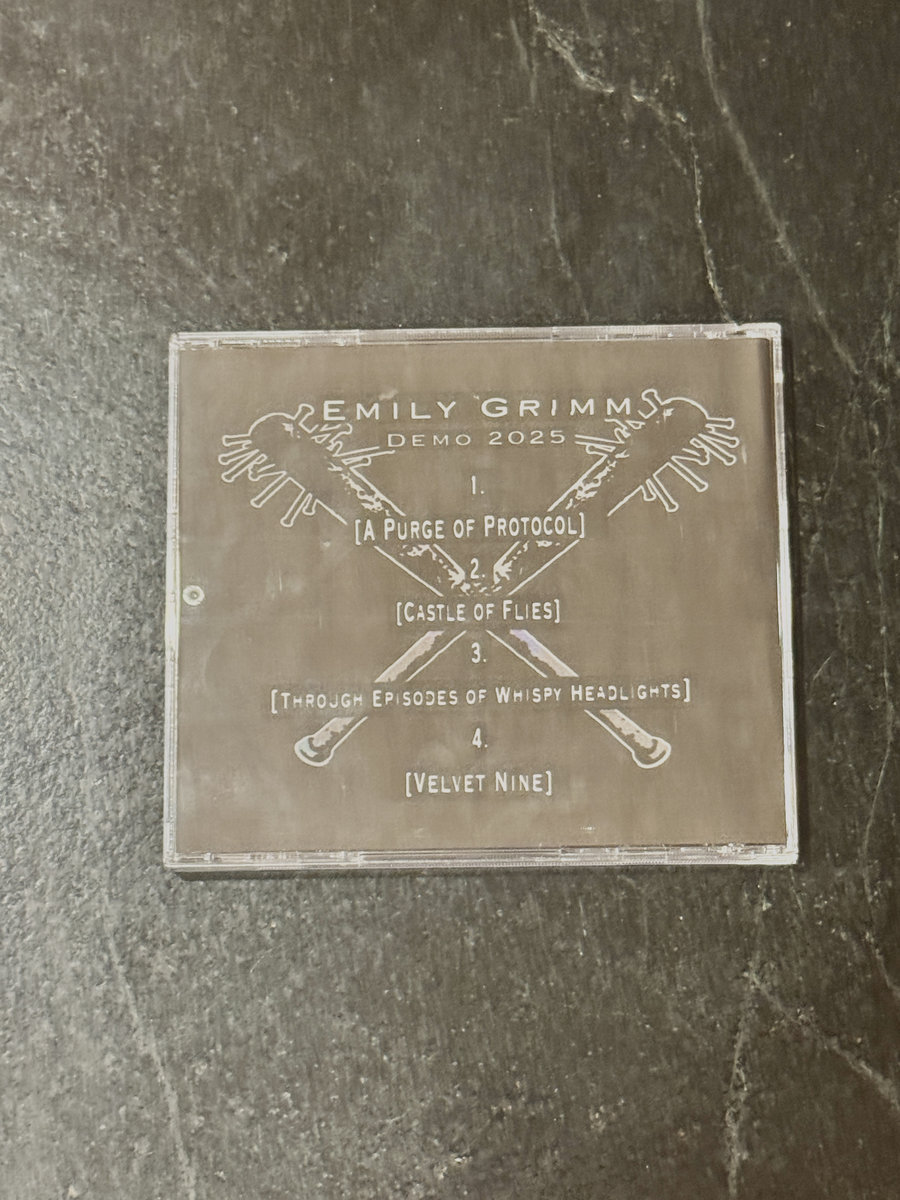 Emily Grimm
Demo 2025
1.
[A Purge of Protocol]
2.
[Castle of Flies]
3.
[Through Episodes of Whispy Headlights]
4.
[Velvet Nine]